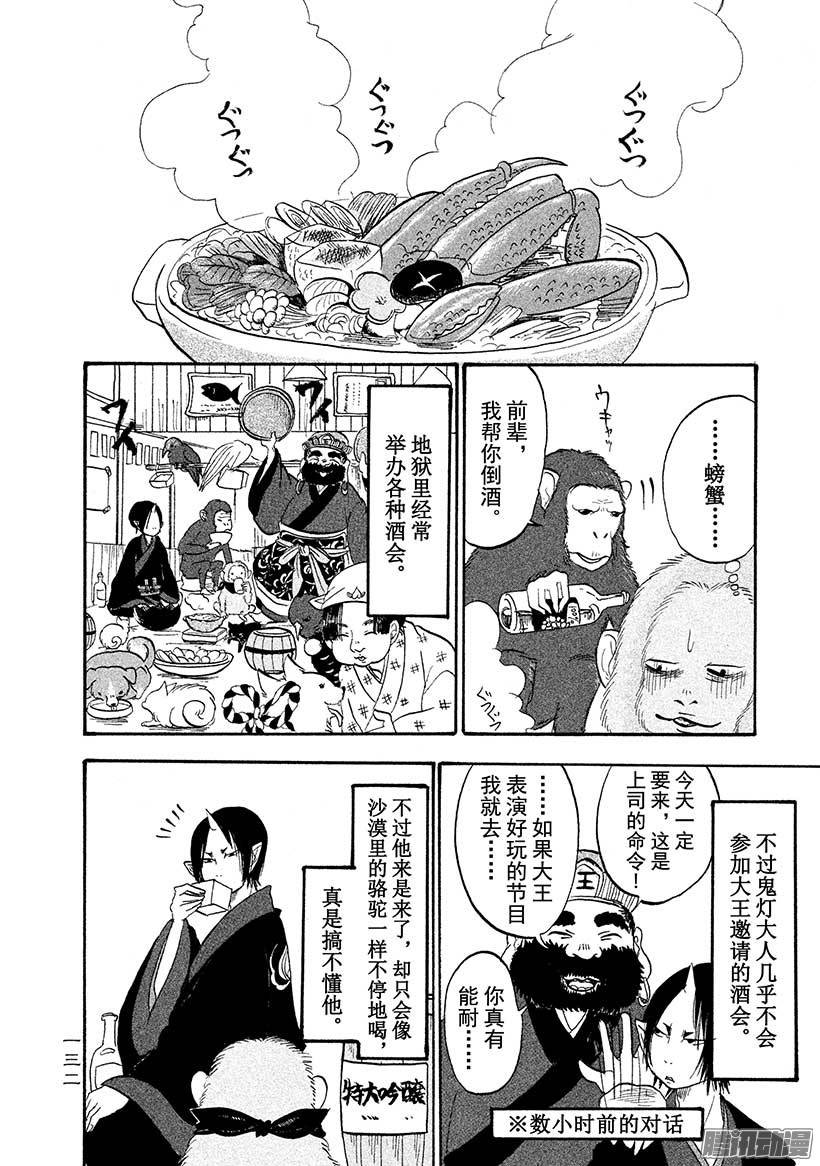 ぐつぐつ
ぐつぐつ
ぐつぐつ
……螃蟹
……
ウキャッ
前辈，
我帮你倒
酒。
ぐつぐつ
地狱里经常
举办各种酒会。
ワイ
ワイ
不过鬼灯大人几乎不会
参加大王邀请的酒会。
今天一定
要来，这是
上司的命令！
……如果大王
表演好玩的节目
我就去……
王
你真有
能耐……
※数小时前的对话
不过他来是来了，却只会像
沙漠里的骆驼一样不停地喝，
真是搞不懂他。
特大吟醸
一三二
腾讯动漫